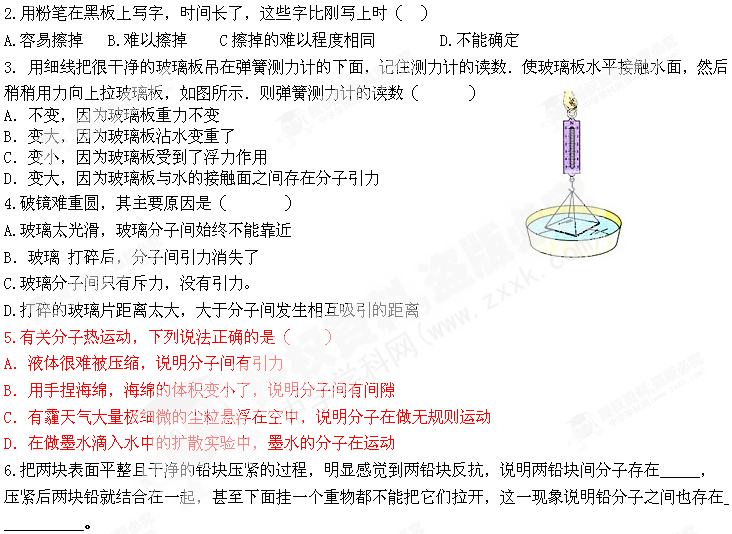 2.用粉笔在黑板上写字，时间长了，这些字比刚写上时（ ）
A.容易擦掉 B.难以擦掉 C擦掉的难以程度相同 D.不能确定
3. 用细线把很干净的玻璃板吊在弹簧测力计的下面，记住测力计的读数．使玻璃板水平接触水面，然后
稍稍用力向上拉玻璃板，如图所示．则弹簧测力计的读数（ ）
A．不变，因为玻璃板重力不变
B．变大，因为玻璃板沾水变重了
C．变小，因为玻璃板受到了浮力作用
D．变大，因为玻璃板与水的接触面之间存在分子引力
4.破镜难重圆，其主要原因是（ ）
A.玻璃太光滑，玻璃分子间始终不能靠近
B．玻璃 打碎后，分子间引力消失了
C.玻璃分子间只有斥力，没有引力。
D.打碎的玻璃片距离太大，大于分子间发生相互吸引的距离
5.有关分子热运动，下列说法正确的是（ ）
A．液体很难被压缩，说明分子间有引力
B．用手捏海绵，海绵的体积变小了，说明分子间有间隙
C．有霾天气大量极细微的尘粒悬浮在空中，说明分子在做无规则运动
D．在做墨水滴入水中的扩散实验中，墨水的分子在运动
6.把两块表面平整且干净的铅块压紧的过程，明显感觉到两铅块反抗，说明两铅块间分子存在_____，
压紧后两块铅就结合在一起，甚至下面挂一个重物都不能把它们拉开，这一现象说明铅分子之间也存在_
__________。